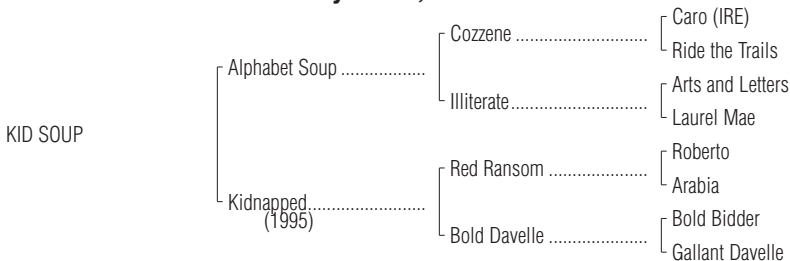 Caro (IRE)
Cozzene ..........................
Ride the Trails
Alphabet Soup .................
Arts and Letters
Illiterate...........................
Laurel Mae
KID SOUP
Roberto
Red Ransom ....................
Arabia
Kidnapped.......................
(1995)
Bold Bidder
Bold Davelle ....................
Gallant Davelle